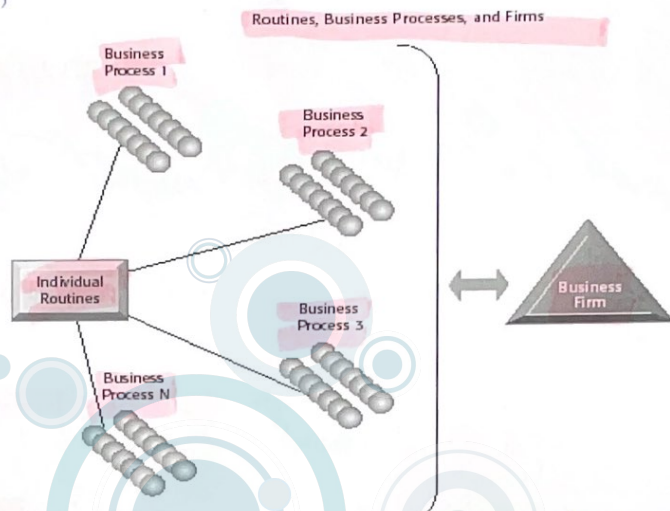 Routines, Business Processes, and Firms
Business
Process 1
Business
Process 2
Individual
Routines
Business
Firm
Business
Process 3
Business
Process N